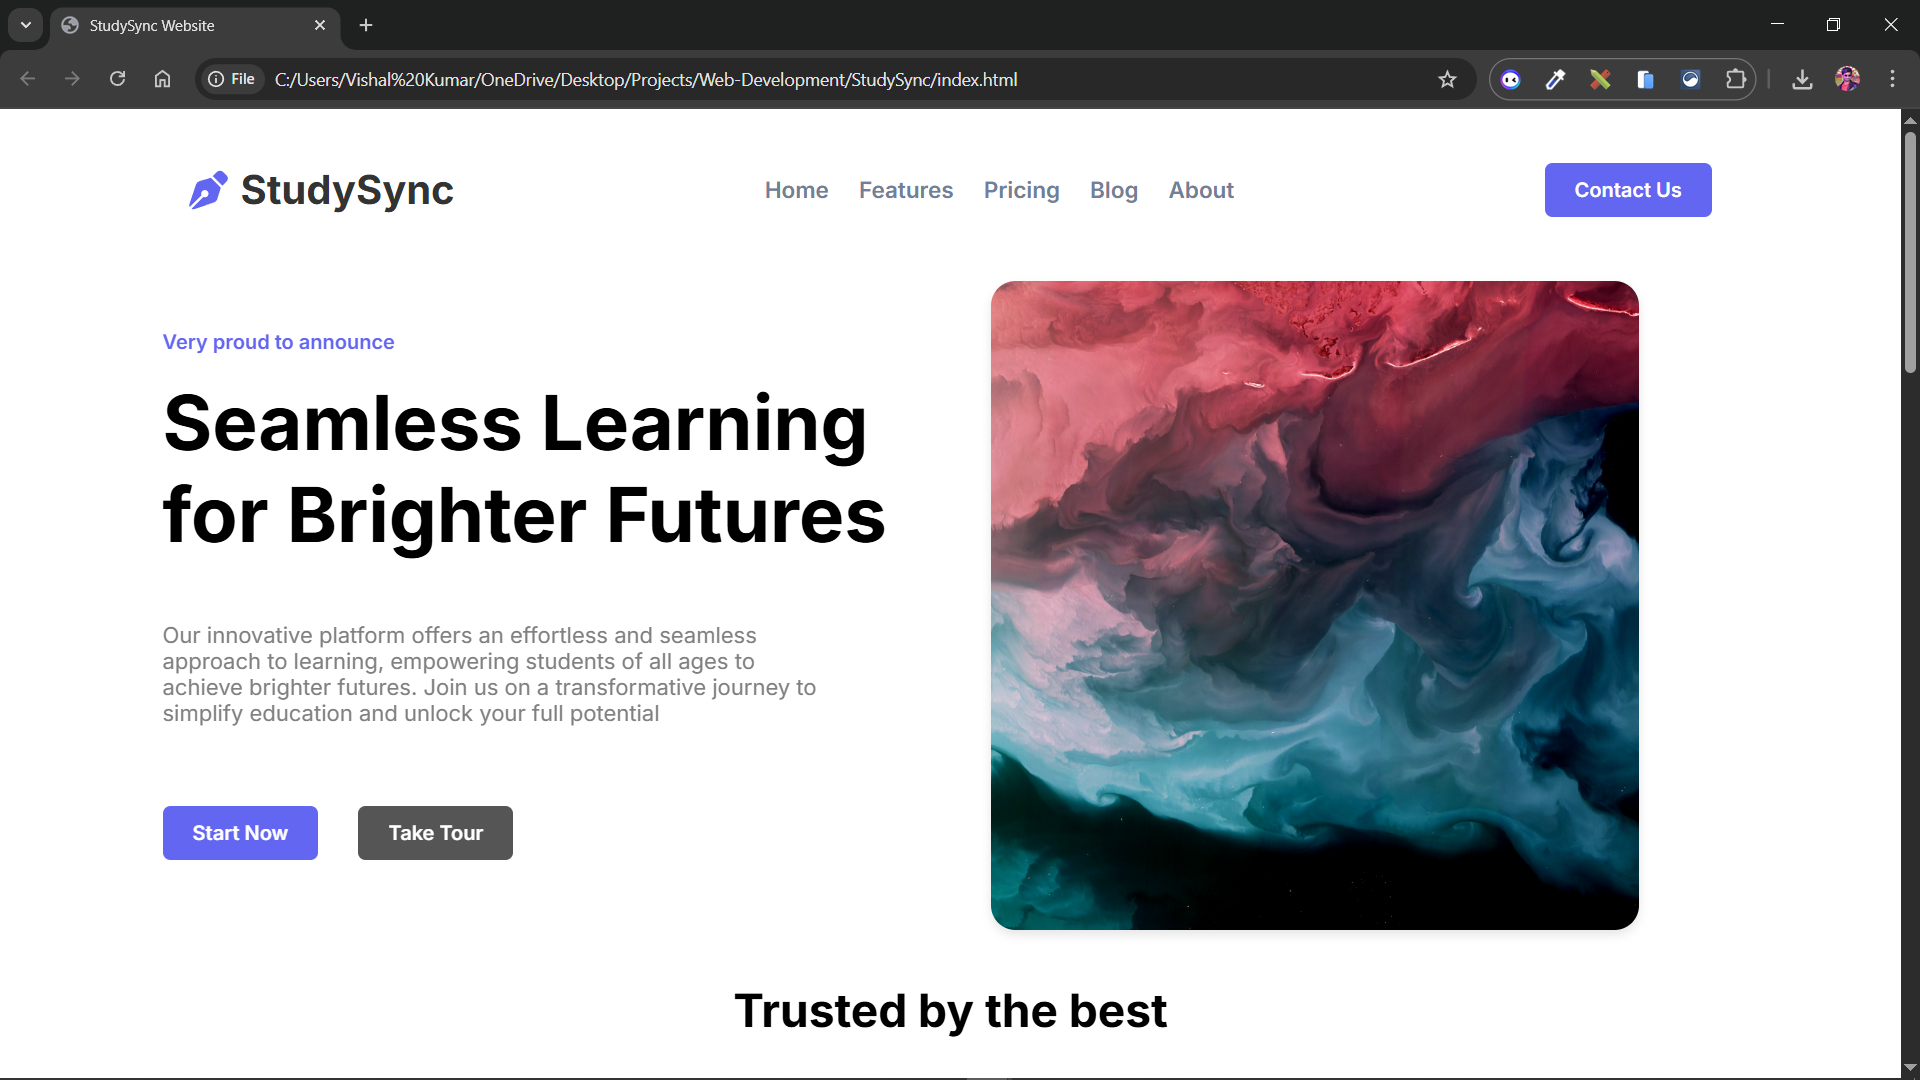 StudySync Website
File
C:/Users/Vishal%20Kumar/OneDrive/Desktop/Projects/Web-Development/StudySync/index.html
StudySync
Home Features Pricing Blog About
Contact Us
Very proud to announce
Seamless Learning
for Brighter Futures
Our innovative platform offers an effortless and seamless
approach to learning, empowering students of all ages to
achieve brighter futures. Join us on a transformative journey to
simplify education and unlock your full potential
Start Now Take Tour
Trusted by the best